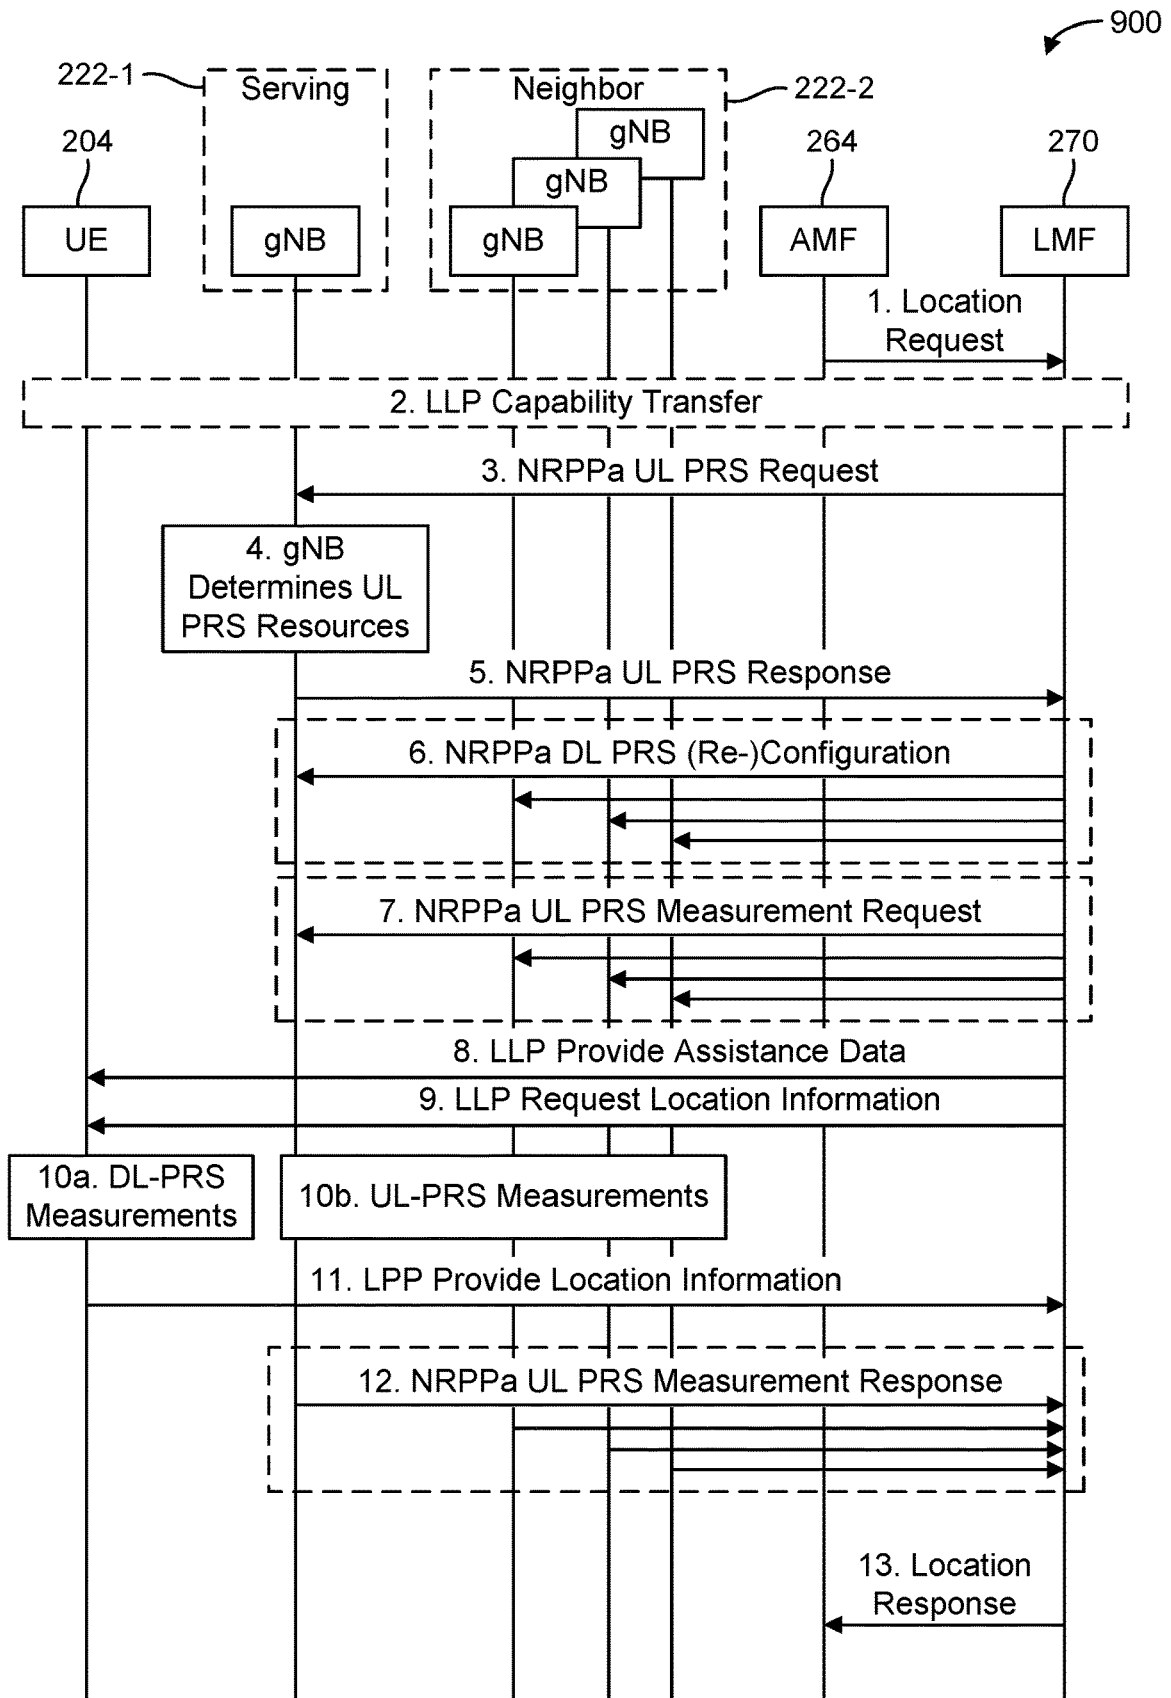 900
222-1
Serving
Neighbor
222-2
204
gNB
264
270
gNB
UE
gNB
gNB
AMF
LMF
1. Location
Request
2. LLP Capability Transfer
3. NRPPa UL PRS Request
4. gNB
Determines UL
PRS Resources
5. NRPPa UL PRS Response
6. NRPPa DL PRS (Re-)Configuration
7. NRPPa UL PRS Measurement Request
8. LLP Provide Assistance Data
9. LLP Request Location Information
10a. DL-PRS
Measurements
10b. UL-PRS Measurements
11. LPP Provide Location Information
12. NRPPa UL PRS Measurement Response
13. Location
Response